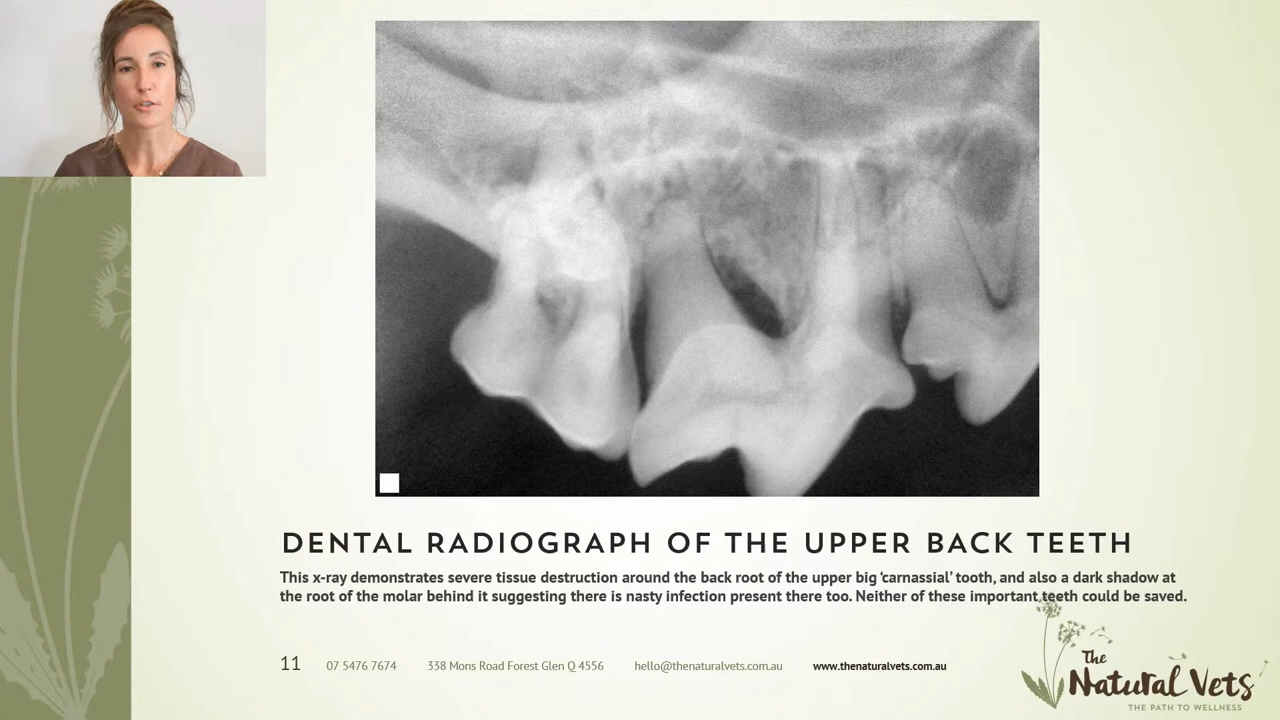 DENTAL RADIOGRAPH OF THE UPPER BACK TEETH
This x-ray demonstrates severe tissue destruction around the back root of the upper big ‘carnassial’ tooth, and also a dark shadow at
the root of the molar behind it suggesting there is nasty infection present there too. Neither of these important teeth could be saved.
11 07 5476 7674 338 Mons Road Forest Glen Q 4556 hello@thenaturalvets.com.au www.thenaturalvets.com.au
The
Natural Vets
THE PATH TO WELLNESS